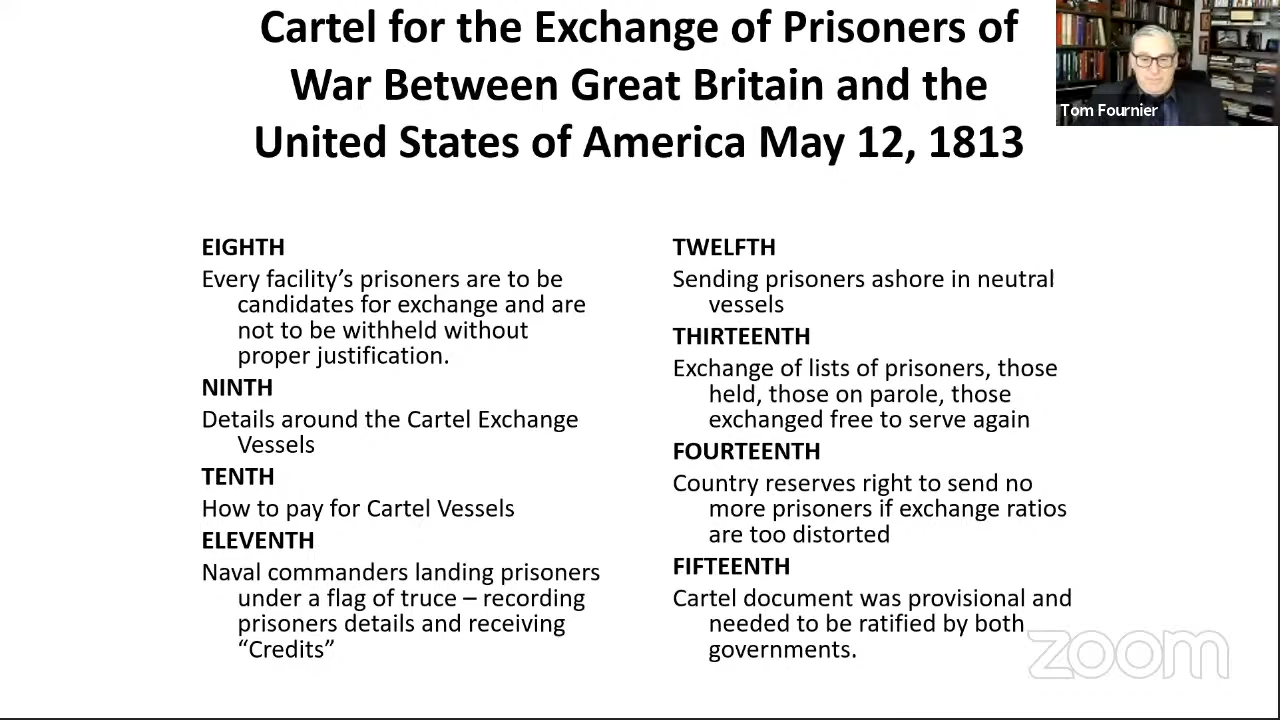 Cartel for the Exchange of Prisoners of
War Between Great Britain and the
United States of America May 12, 1813
Tom Fournier
EIGHTH
Every facility’s prisoners are to be
candidates for exchange and are
not to be withheld without
proper justification.
NINTH
Details around the Cartel Exchange
Vessels
TENTH
How to pay for Cartel Vessels
ELEVENTH
Naval commanders landing prisoners
under a flag of truce – recording
prisoners details and receiving
“Credits”
TWELFTH
Sending prisoners ashore in neutral
vessels
THIRTEENTH
Exchange of lists of prisoners, those
held, those on parole, those
exchanged free to serve again
FOURTEENTH
Country reserves right to send no
more prisoners if exchange ratios
are too distorted
FIFTEENTH
Cartel document was provisional and
needed to be ratified by both
governments.
zoom